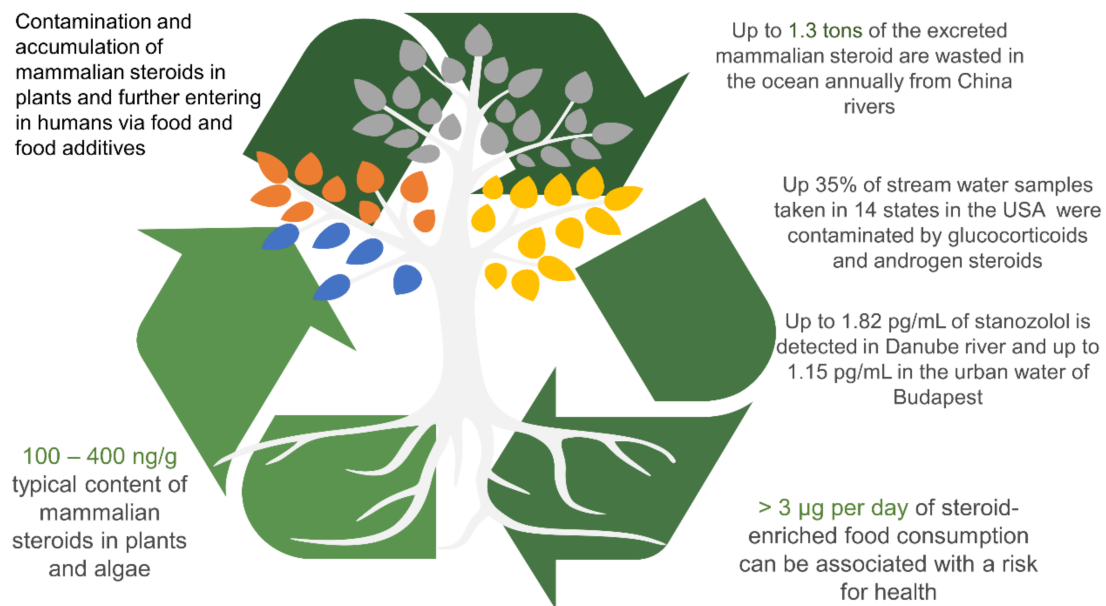 Contamination and
accumulation of
mammalian steroids in
plants and further entering
in humans via food and
food additives
Up to 1.3 tons of the excreted
mammalian steroid are wasted in
the ocean annually from China
rivers
Up 35% of stream water samples
taken in 14 states in the USA were
contaminated by glucocorticoids
and androgen steroids
Up to 1.82 pg/mL of stanozolol is
detected in Danube river and up to
1.15 pg/mL in the urban water of
Budapest
100 – 400 ng/g
typical content of
mammalian
steroids in plants
and algae
> 3 μg per day of steroid-
enriched food consumption
can be associated with a risk
for health